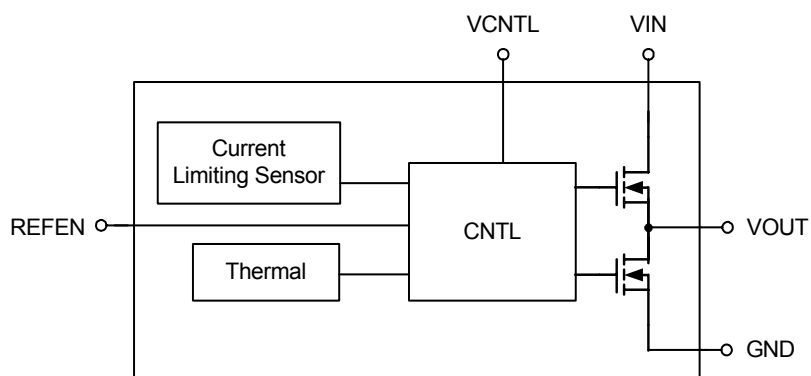 VCNTL
VIN
Current
Limiting Sensor
REFEN
CNTL
VOUT
Thermal
GND